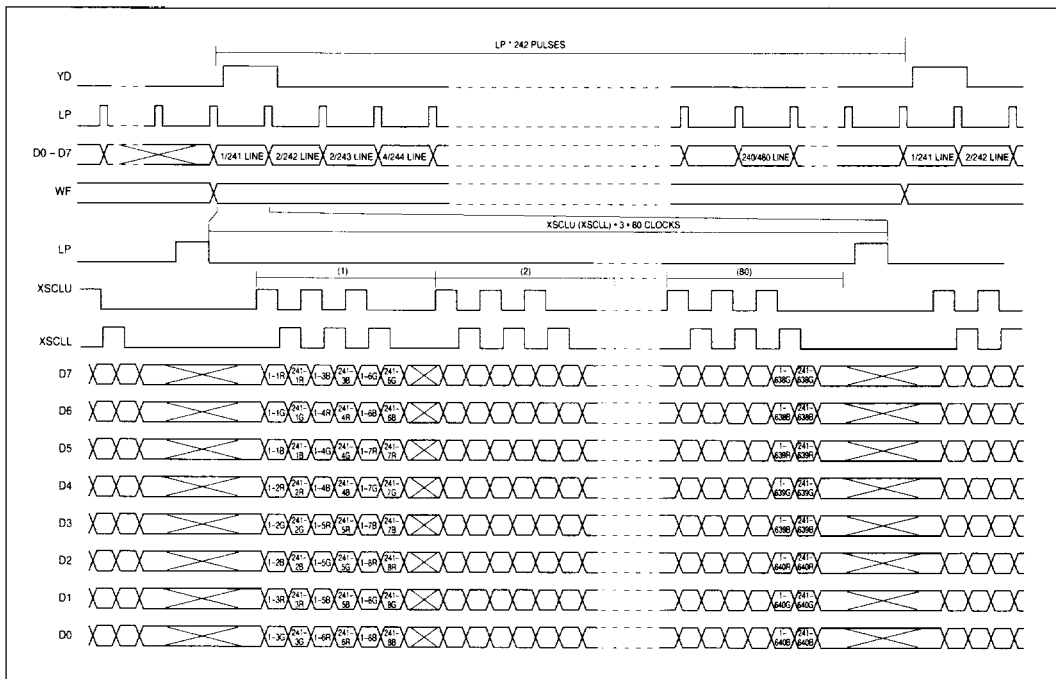 LP * 242 PULSES
YD
LP
D0 – D7 1/241 LINE 2/242 LINE 2/243 LINE 4/244 LINE 240/480 LINE 1/241 LINE 2/242 LINE
WF
XSCLU (XSCLL) * 3 * 80 CLOCKS
LP
(1) (2) (80)
XSCLU
XSCLL
D7 1–1R 241–1R 1–3B 241–3B 1–6G 241–6G 1–638G 241–638G
D6 1–1G 241–1G 1–4R 241–4R 1–6B 241–6B 1–638B 241–638B
D5 1–1B 241–1B 1–4G 241–4G 1–7R 241–7R 1–639R 241–639R
D4 1–2R 241–2R 1–4B 241–4B 1–7G 241–7G 1–639G 241–639G
D3 1–2G 241–2G 1–5R 241–5R 1–7B 241–7B 1–639B 241–639B
D2 1–2B 241–2B 1–5G 241–5G 1–8R 241–8R 1–640R 241–640R
D1 1–3R 241–3R 1–5B 241–5B 1–8G 241–8G 1–640G 241–640G
D0 1–3G 241–3G 1–6R 241–6R 1–8B 241–8B 1–640B 241–640B